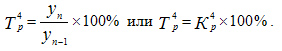 T_p^4 = y_n / y_{n-1} × 100% или T_p^4 = K_p^4 × 100% .